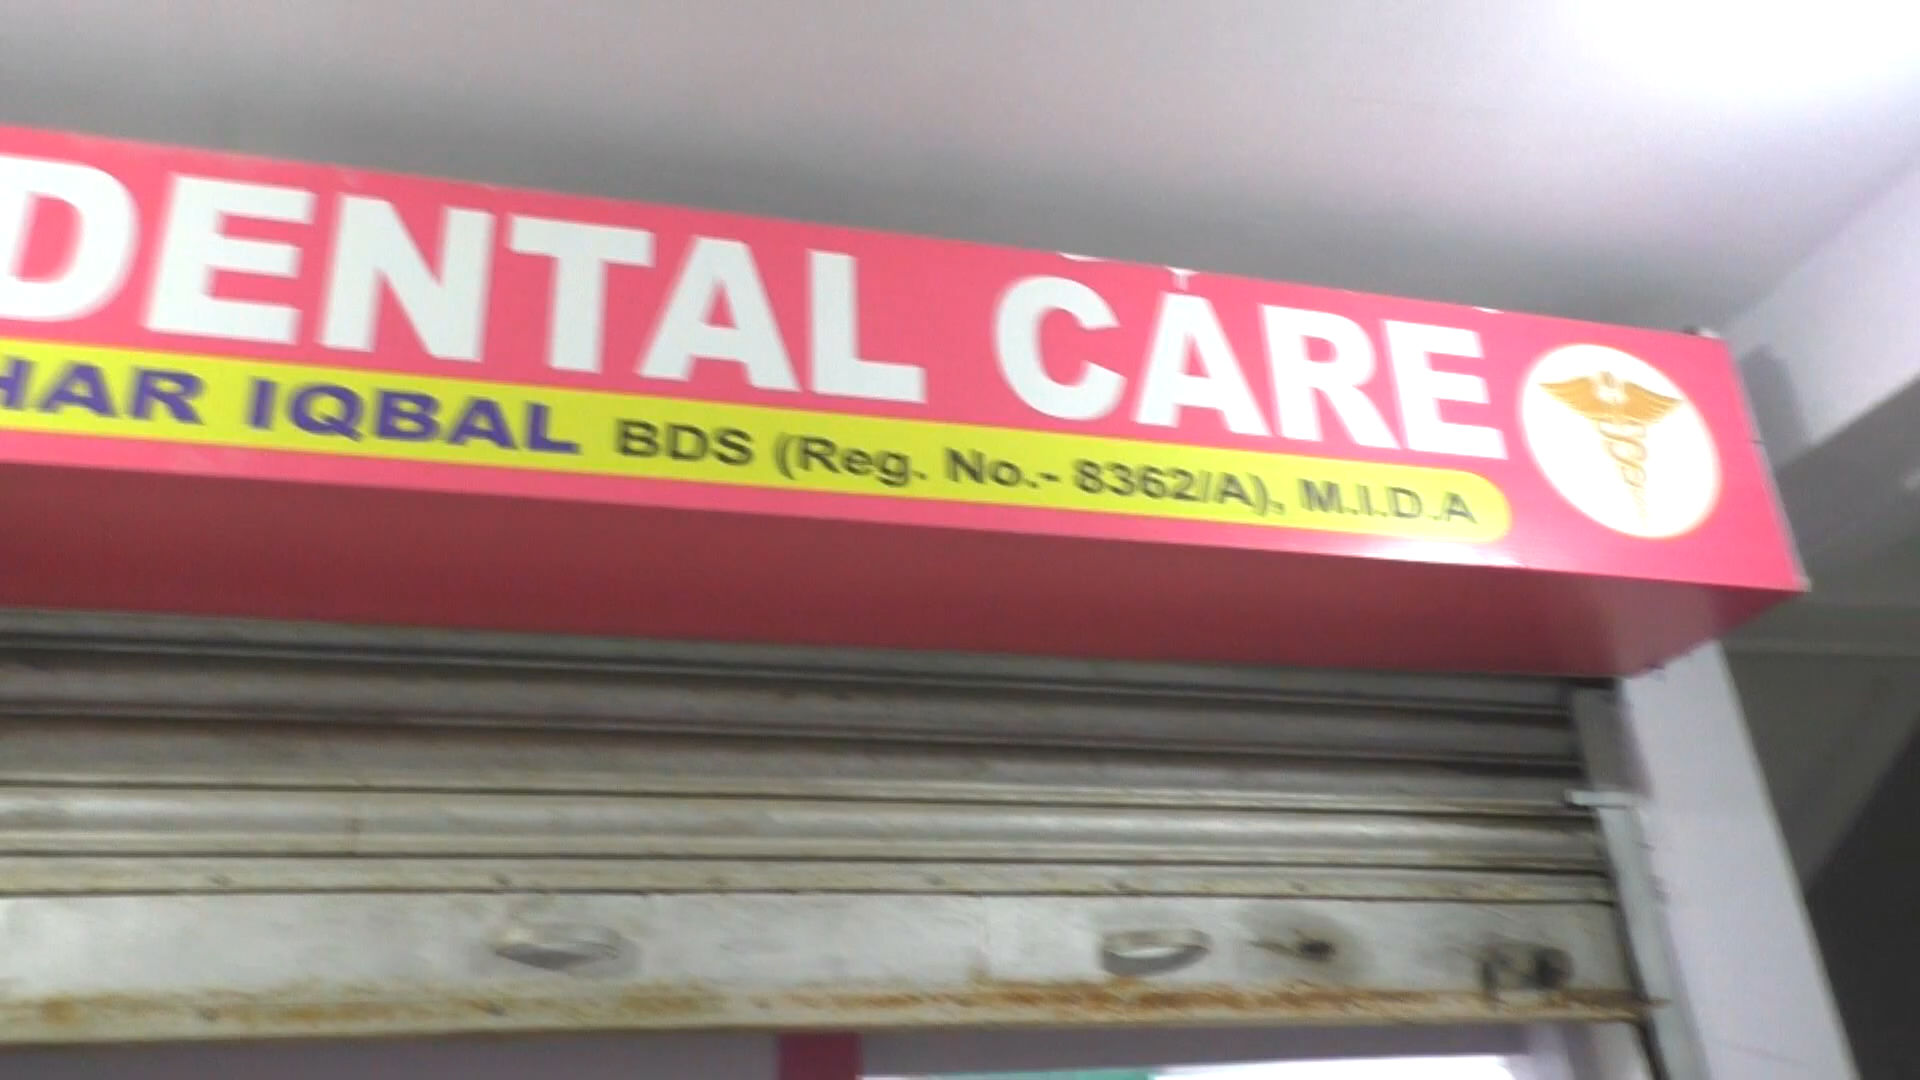 DENTAL CARE
HAR IQBAL BDS (Reg. No.- 8362/A), M.I.D.A